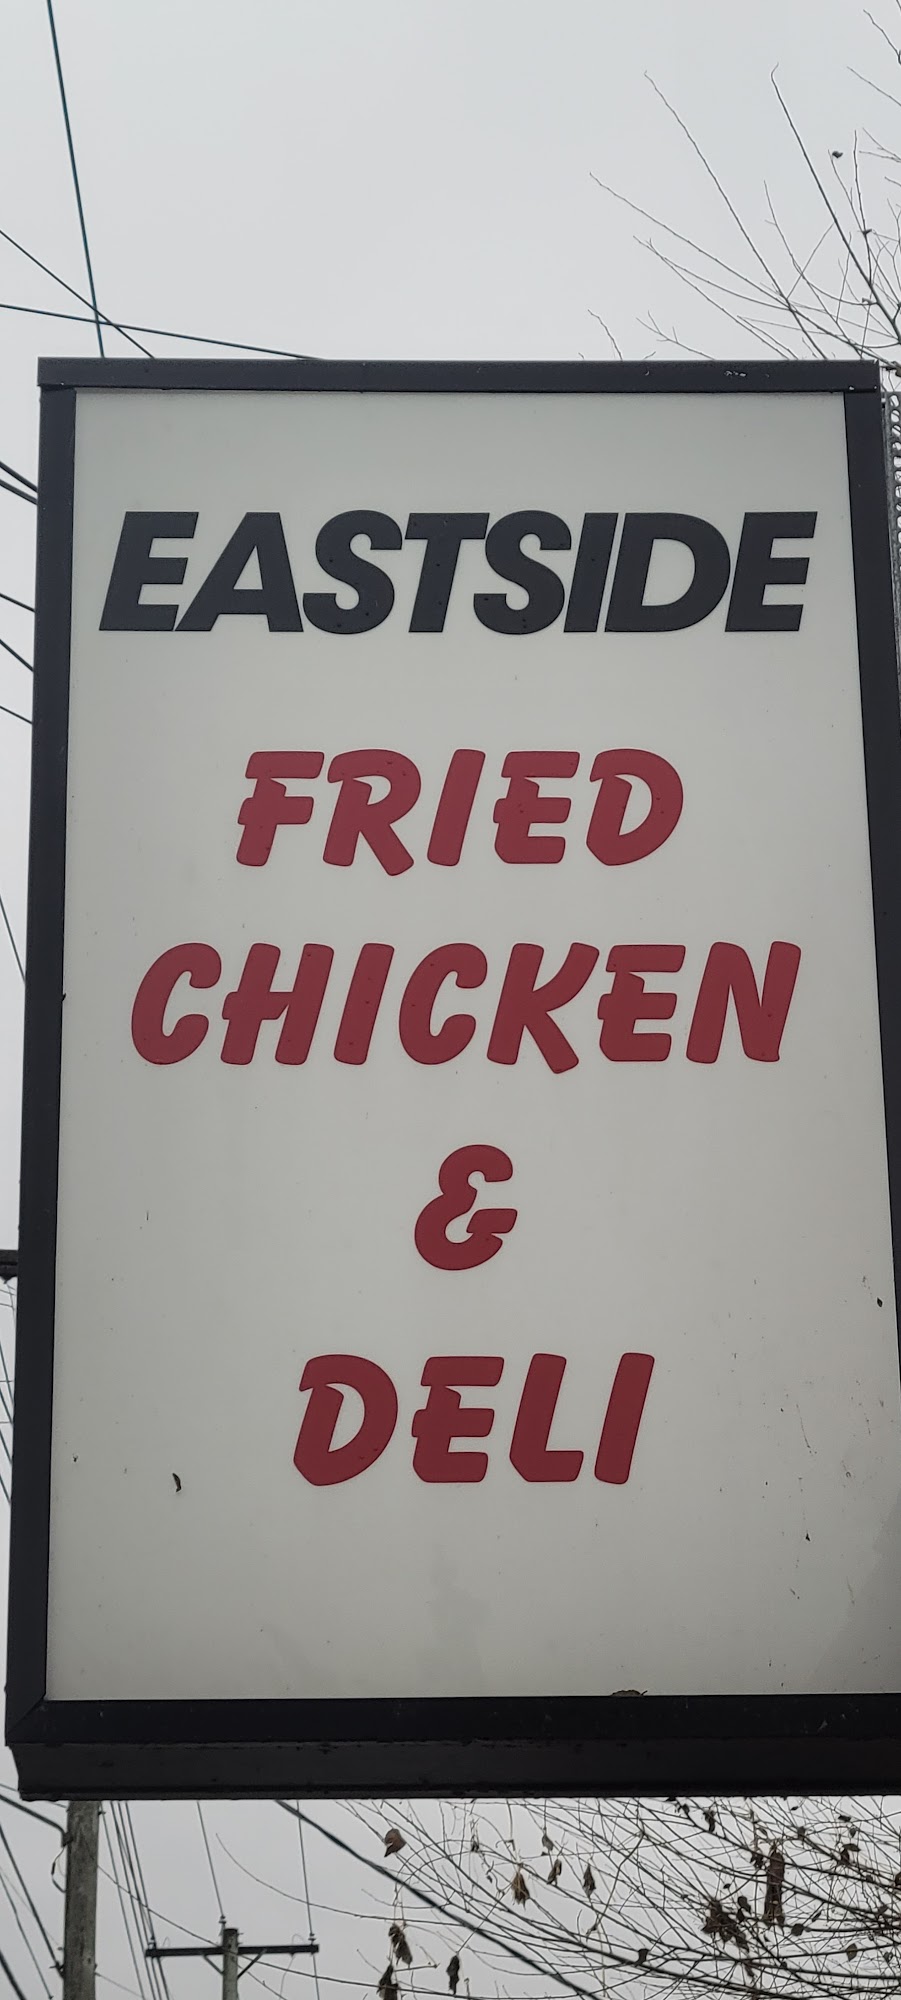 EASTSIDE
FRIED
CHICKEN
&
DELI